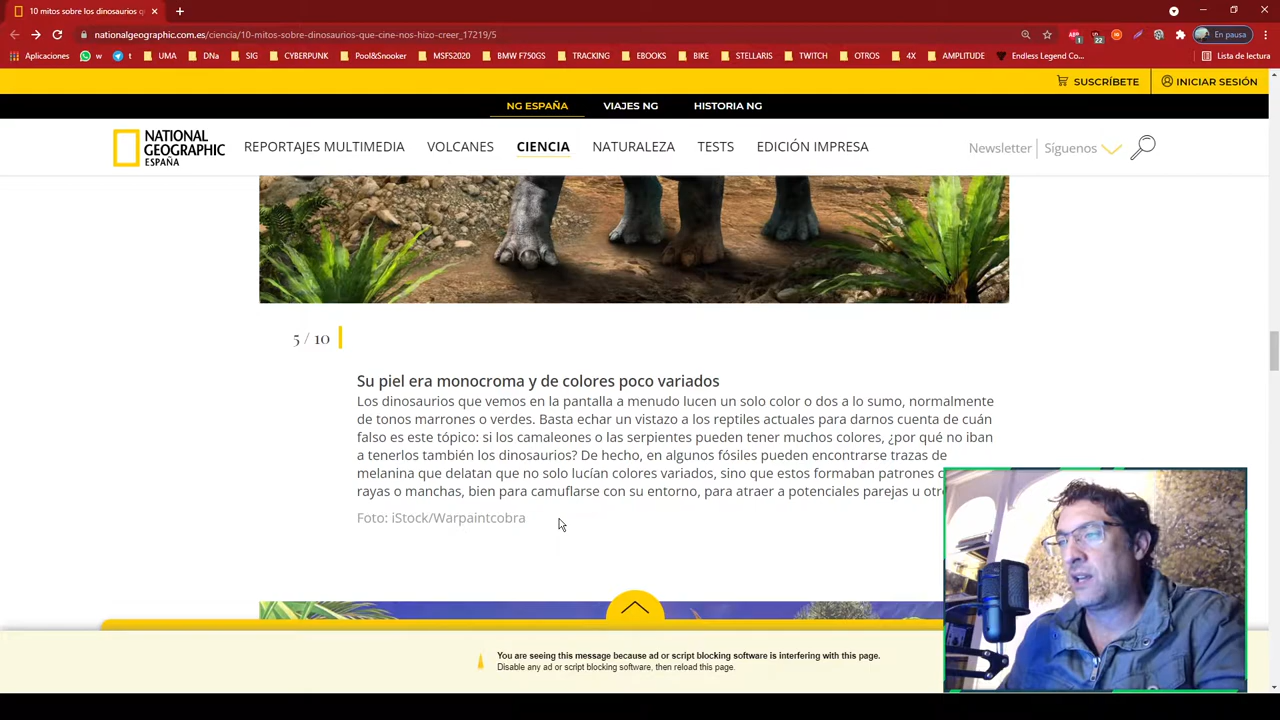 10 mitos sobre los dinosaurios q
nationalgeographic.com.es/ciencia/10-mitos-sobre-dinosaurios-que-cine-nos-hizo-creer_17219/5
ABP
1
22
En pausa
Aplicaciones
w
t
UMA
DNa
SIG
CYBERPUNK
Pool&Snooker
MSFS2020
BMW F750GS
TRACKING
EBOOKS
BIKE
STELLARIS
TWITCH
OTROS
4X
AMPLITUDE
Endless Legend Co...
Lista de lectura
SUSCRÍBETE
INICIAR SESIÓN
NG ESPAÑA
VIAJES NG
HISTORIA NG
NATIONAL
GEOGRAPHIC
ESPAÑA
REPORTAJES MULTIMEDIA
VOLCANES
CIENCIA
NATURALEZA
TESTS
EDICIÓN IMPRESA
Newsletter
Síguenos
5 / 10
Su piel era monocroma y de colores poco variados
Los dinosaurios que vemos en la pantalla a menudo lucen un solo color o dos a lo sumo, normalmente
de tonos marrones o verdes. Basta echar un vistazo a los reptiles actuales para darnos cuenta de cuán
falso es este tópico: si los camaleones o las serpientes pueden tener muchos colores, ¿por qué no iban
a tenerlos también los dinosaurios? De hecho, en algunos fósiles pueden encontrarse trazas de
melanina que delatan que no solo lucían colores variados, sino que estos formaban patrones
rayas o manchas, bien para camuflarse con su entorno, para atraer a potenciales parejas u
Foto: iStock/Warpaintcobra
You are seeing this message because ad or script blocking software is interfering with this page.
Disable any ad or script blocking software, then reload this page.